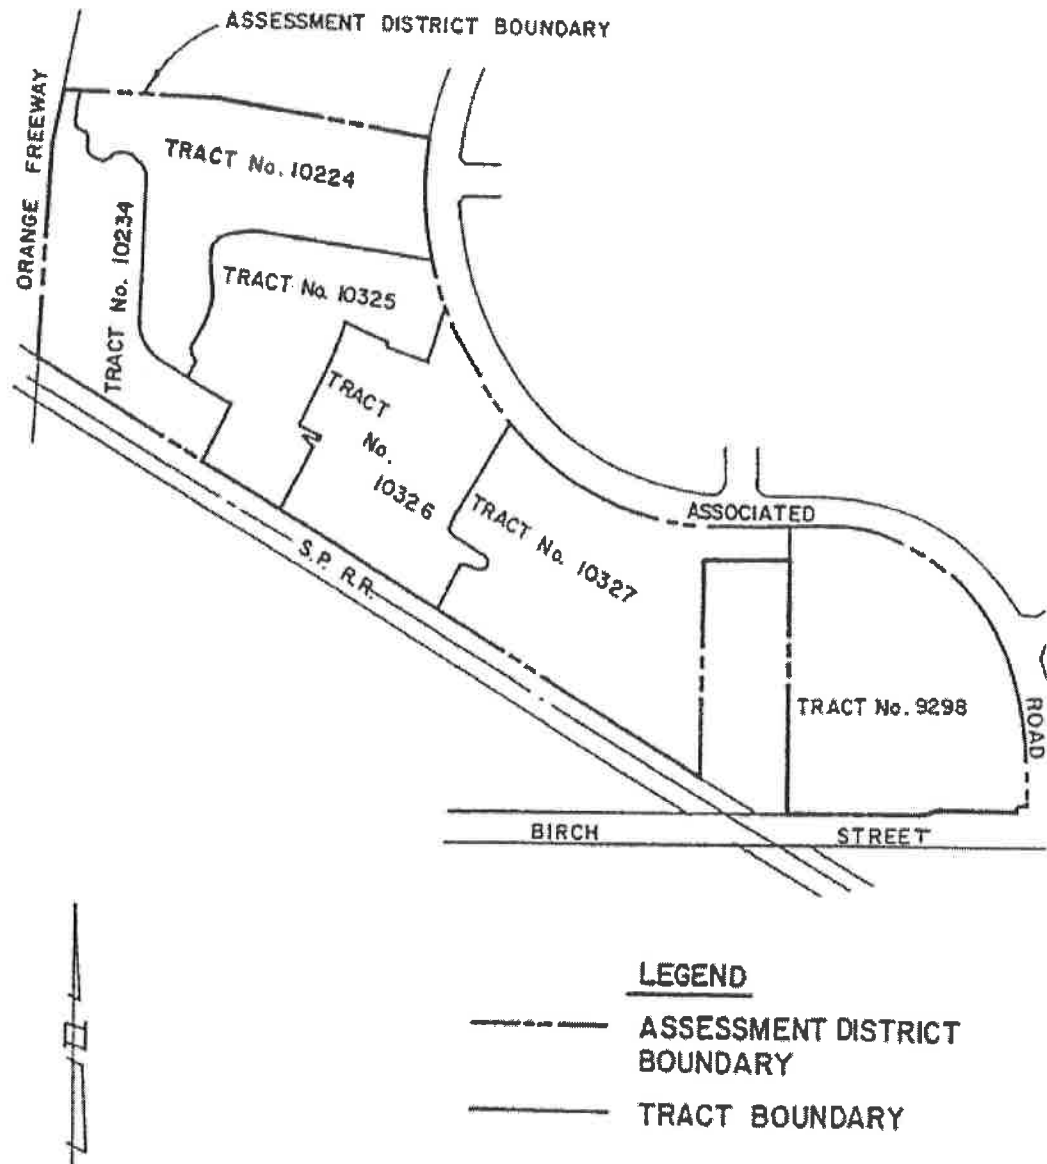 ASSESSMENT DISTRICT BOUNDARY
ORANGE FREEWAY
TRACT No. 10224
TRACT No. 10234
TRACT No. 10325
TRACT
No.
10326
TRACT No. 10327
S.P. R.R.
ASSOCIATED
ROAD
TRACT No. 9298
BIRCH STREET
LEGEND
ASSESSMENT DISTRICT
BOUNDARY
TRACT BOUNDARY